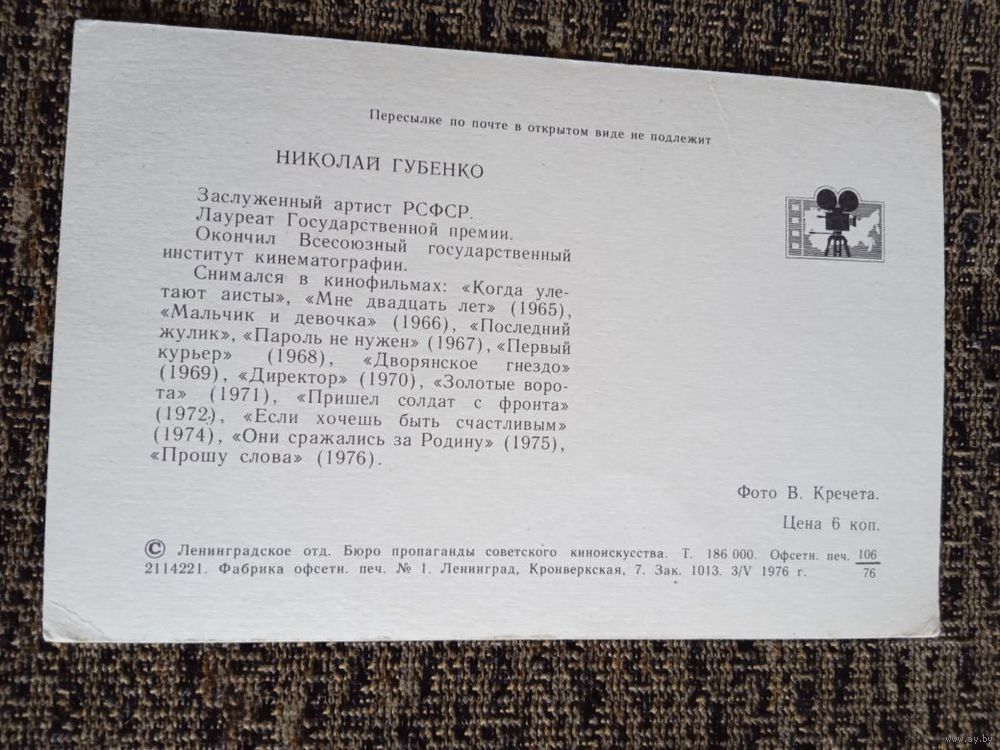 Пересылке по почте в открытом виде не подлежит
НИКОЛАЙ ГУБЕНКО
Заслуженный артист РСФСР.
Лауреат Государственной премии.
Окончил Всесоюзный государственный
институт кинематографии.
Снимался в кинофильмах: «Когда уле-
тают аисты», «Мне двадцать лет» (1965),
«Мальчик и девочка» (1966), «Последний
жулик», «Пароль не нужен» (1967), «Первый
курьер» (1968), «Дворянское гнездо»
(1969), «Директор» (1970), «Золотые воро-
та» (1971), «Пришел солдат с фронта»
(1972), «Если хочешь быть счастливым»
(1974), «Они сражались за Родину» (1975),
«Прошу слова» (1976).
Фото В. Кречета.
Цена 6 коп.
© Ленинградское отд. Бюро пропаганды советского киноискусства. Т. 186 000. Офсетн. печ. 106/76
2114221. Фабрика офсетн. печ. № 1. Ленинград, Кронверкская, 7. Зак. 1013. 3/V 1976 г.
www.ay.by